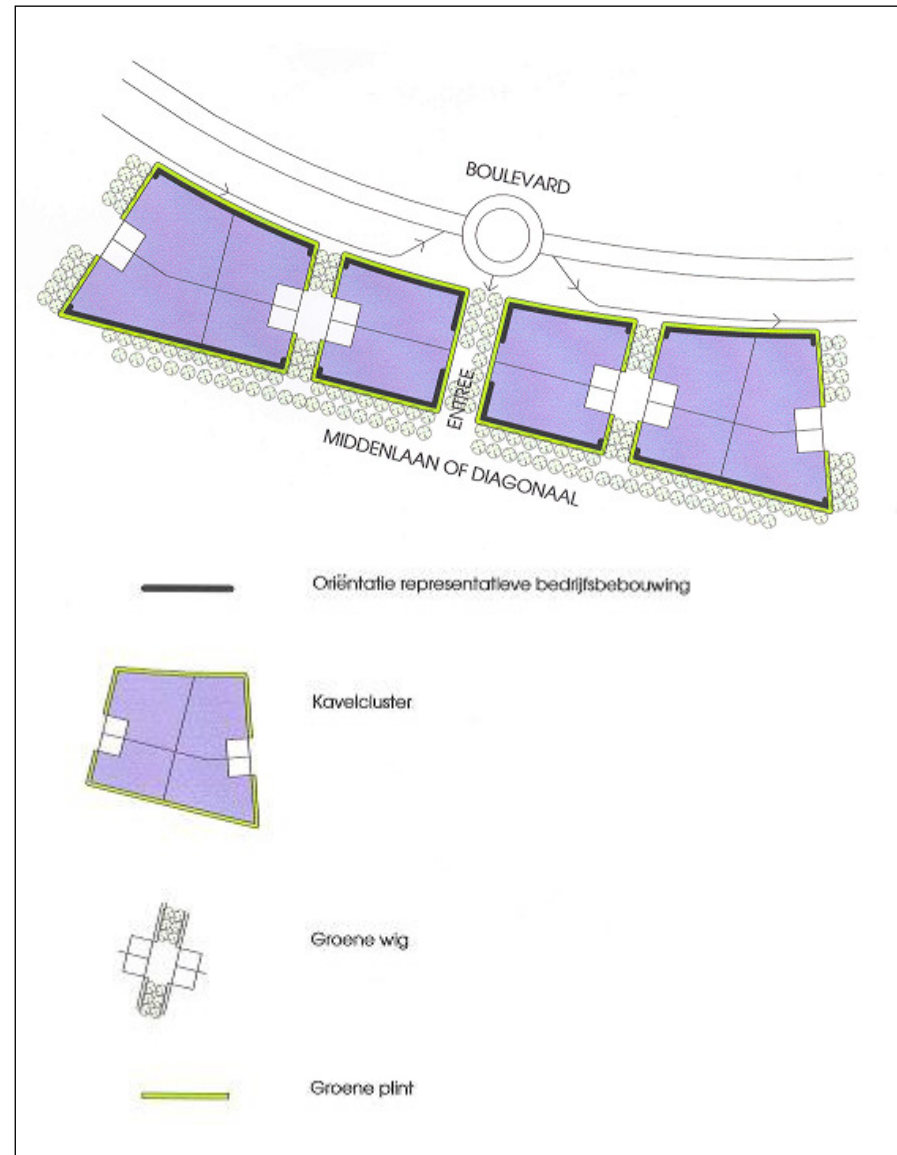 BOULEVARD
ENTREE
MIDDENLAAN OF DIAGONAAL
Oriëntatie representatieve bedrijfsbebouwing
Kavelcluster
Groene wig
Groene plint